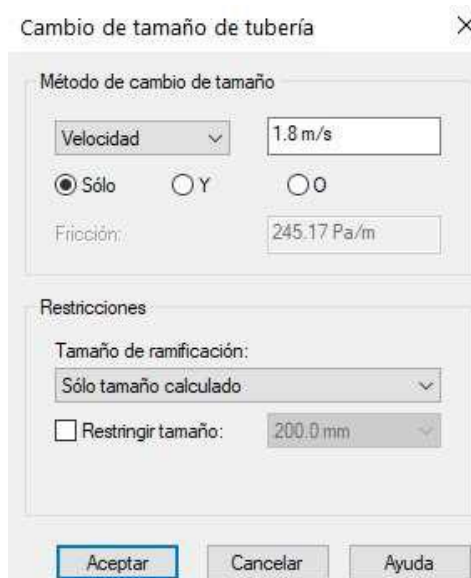 Cambio de tamaño de tubería
Método de cambio de tamaño
Velocidad 1.8 m/s
Sólo Y O
Fricción: 245.17 Pa/m
Restricciones
Tamaño de ramificación:
Sólo tamaño calculado
Restringir tamaño: 200.0 mm
Aceptar Cancelar Ayuda